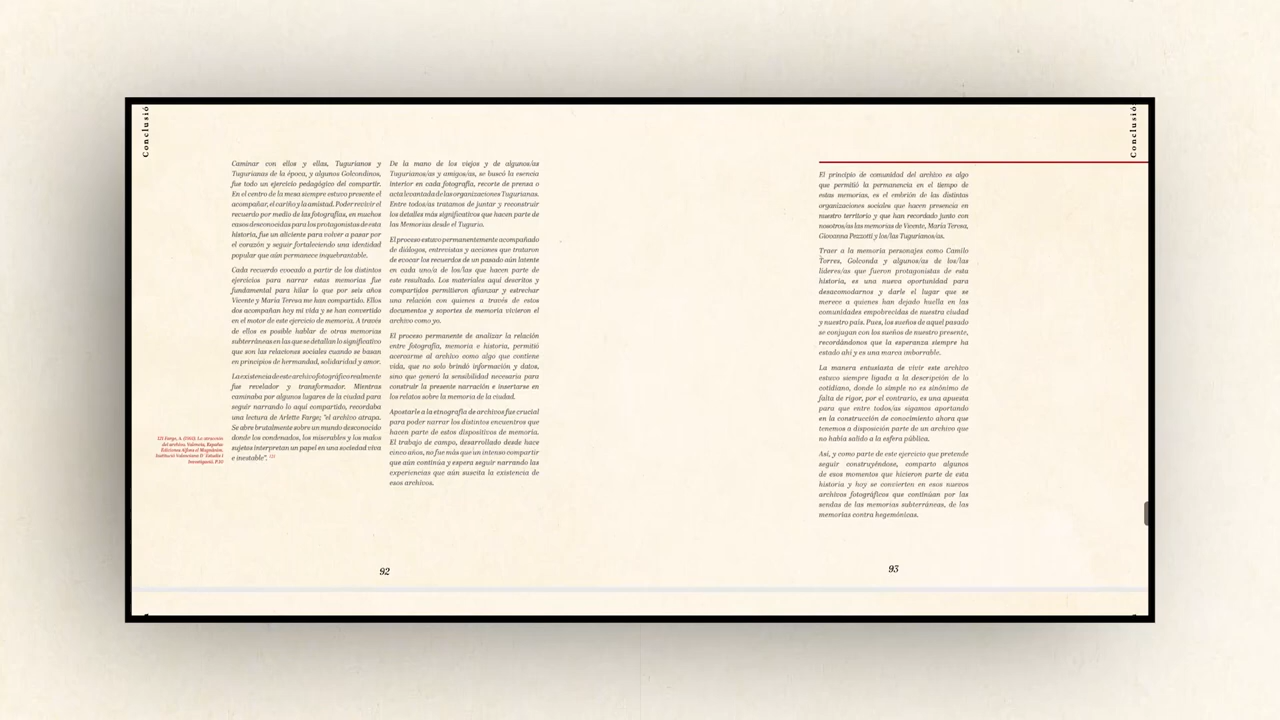 Conclusió
Caminar con ellos y ellas, Tugurianos y
Tugurianas de la época, y algunos Golcondinos,
fue todo un ejercicio pedagógico del compartir.
En el centro de la mesa siempre estuvo presente el
acompañar, el cariño y la amistad. Poder revivir el
recuerdo por medio de las fotografías, en muchos
casos desconocidas para los protagonistas de esta
historia, fue un aliciente para volver a pasar por
el corazón y seguir fortaleciendo una identidad
popular que aún permanece inquebrantable.
Cada recuerdo evocado a partir de los distintos
ejercicios para narrar estas memorias fue
fundamental para hilar lo que por seis años
Vicente y María Teresa me han compartido. Ellos
dos acompañan hoy mi vida y se han convertido
en el motor de este ejercicio de memoria. A través
de ellos es posible hablar de otras memorias
subterráneas en las que se detallan lo significativo
que son las relaciones sociales cuando se basan
en principios de hermandad, solidaridad y amor.
La existencia de este archivo fotográfico realmente
fue revelador y transformador. Mientras
caminaba por algunos lugares de la ciudad para
seguir narrando lo aquí compartido, recordaba
una lectura de Arlette Farge; "el archivo atrapa.
Se abre brutalmente sobre un mundo desconocido
donde los condenados, los miserables y los malos
sujetos interpretan un papel en una sociedad viva
e inestable". 121
121 Farge, A. (1991). La atracción
del archivo. Valencia, España:
Edicions Alfons el Magnànim.
Institució Valenciana D' Estudis I
Investigació. P.10
De la mano de los viejos y de algunos/as
Tugurianos/as y amigos/as, se buscó la esencia
interior en cada fotografía, recorte de prensa o
acta levantada de las organizaciones Tugurianas.
Entre todos/as tratamos de juntar y reconstruir
los detalles más significativos que hacen parte de
las Memorias desde el Tugurio.
El proceso estuvo permanentemente acompañado
de diálogos, entrevistas y acciones que trataron
de evocar los recuerdos de un pasado aún latente
en cada uno/a de los/las que hacen parte de
este resultado. Los materiales aquí descritos y
compartidos permitieron afianzar y estrechar
una relación con quienes a través de estos
documentos y soportes de memoria vivieron el
archivo como yo.
El proceso permanente de analizar la relación
entre fotografía, memoria e historia, permitió
acercarme al archivo como algo que contiene
vida, que no solo brindó información y datos,
sino que generó la sensibilidad necesaria para
construir la presente narración e insertarse en
los relatos sobre la memoria de la ciudad.
Apostarle a la etnografía de archivos fue crucial
para poder narrar los distintos encuentros que
hacen parte de estos dispositivos de memoria.
El trabajo de campo, desarrollado desde hace
cinco años, no fue más que un intenso compartir
que aún continúa y espera seguir narrando las
experiencias que aún suscita la existencia de
esos archivos.
92
Conclusió
El principio de comunidad del archivo es algo
que permitió la permanencia en el tiempo de
estas memorias, es el embrión de las distintas
organizaciones sociales que hacen presencia en
nuestro territorio y que han recordado junto con
nosotros/as las memorias de Vicente, María Teresa,
Giovanna Pezzotti y los/las Tugurianos/as.
Traer a la memoria personajes como Camilo
Torres, Golconda y algunos/as de los/las
líderes/as que fueron protagonistas de esta
historia, es una nueva oportunidad para
desacomodarnos y darle el lugar que se
merece a quienes han dejado huella en las
comunidades empobrecidas de nuestra ciudad
y nuestro país. Pues, los sueños de aquel pasado
se conjugan con los sueños de nuestro presente,
recordándonos que la esperanza siempre ha
estado ahí y es una marca imborrable.
La manera entusiasta de vivir este archivo
estuvo siempre ligada a la descripción de lo
cotidiano, donde lo simple no es sinónimo de
falta de rigor, por el contrario, es una apuesta
para que entre todos/as sigamos aportando
en la construcción de conocimiento ahora que
tenemos a disposición parte de un archivo que
no había salido a la esfera pública.
Así, y como parte de este ejercicio que pretende
seguir construyéndose, comparto algunos
de esos momentos que hicieron parte de esta
historia y hoy se convierten en esos nuevos
archivos fotográficos que continúan por las
sendas de las memorias subterráneas, de las
memorias contra hegemónicas.
93